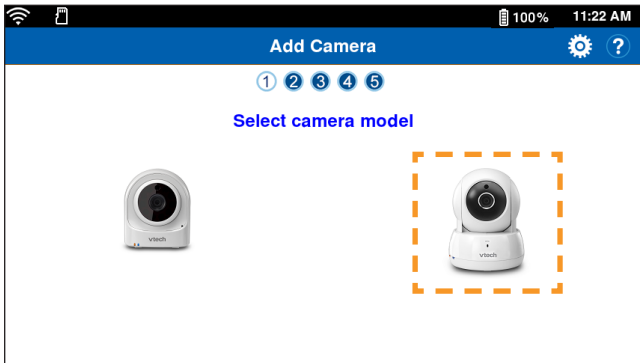 100% 11:22 AM
Add Camera
?
1 2 3 4 5
Select camera model
vtech
vtech